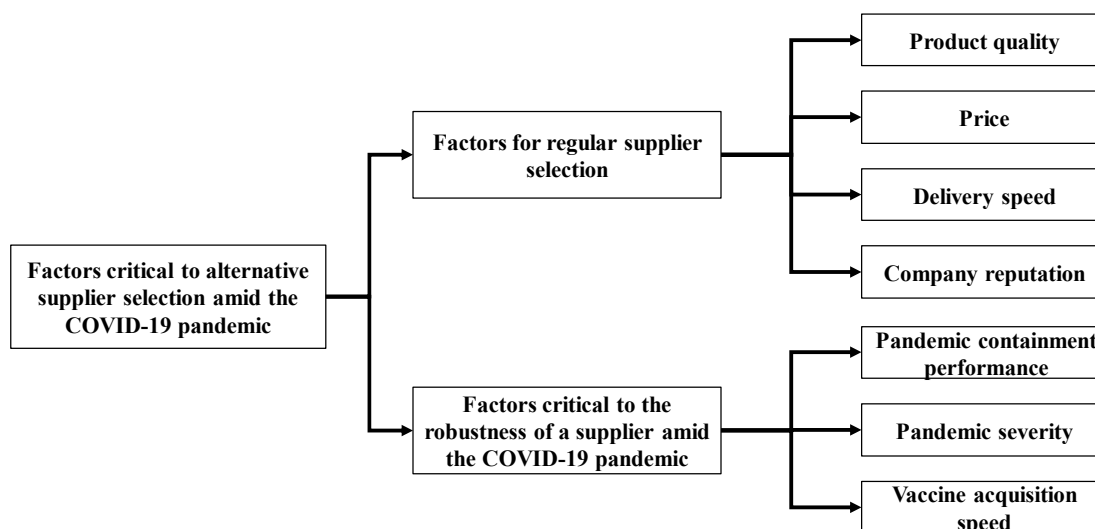 Product quality
Price
Factors for regular supplier
selection
Delivery speed
Company reputation
Factors critical to alternative
supplier selection amid the
COVID-19 pandemic
Pandemic containment
performance
Factors critical to the
robustness of a supplier amid
the COVID-19 pandemic
Pandemic severity
Vaccine acquisition
speed